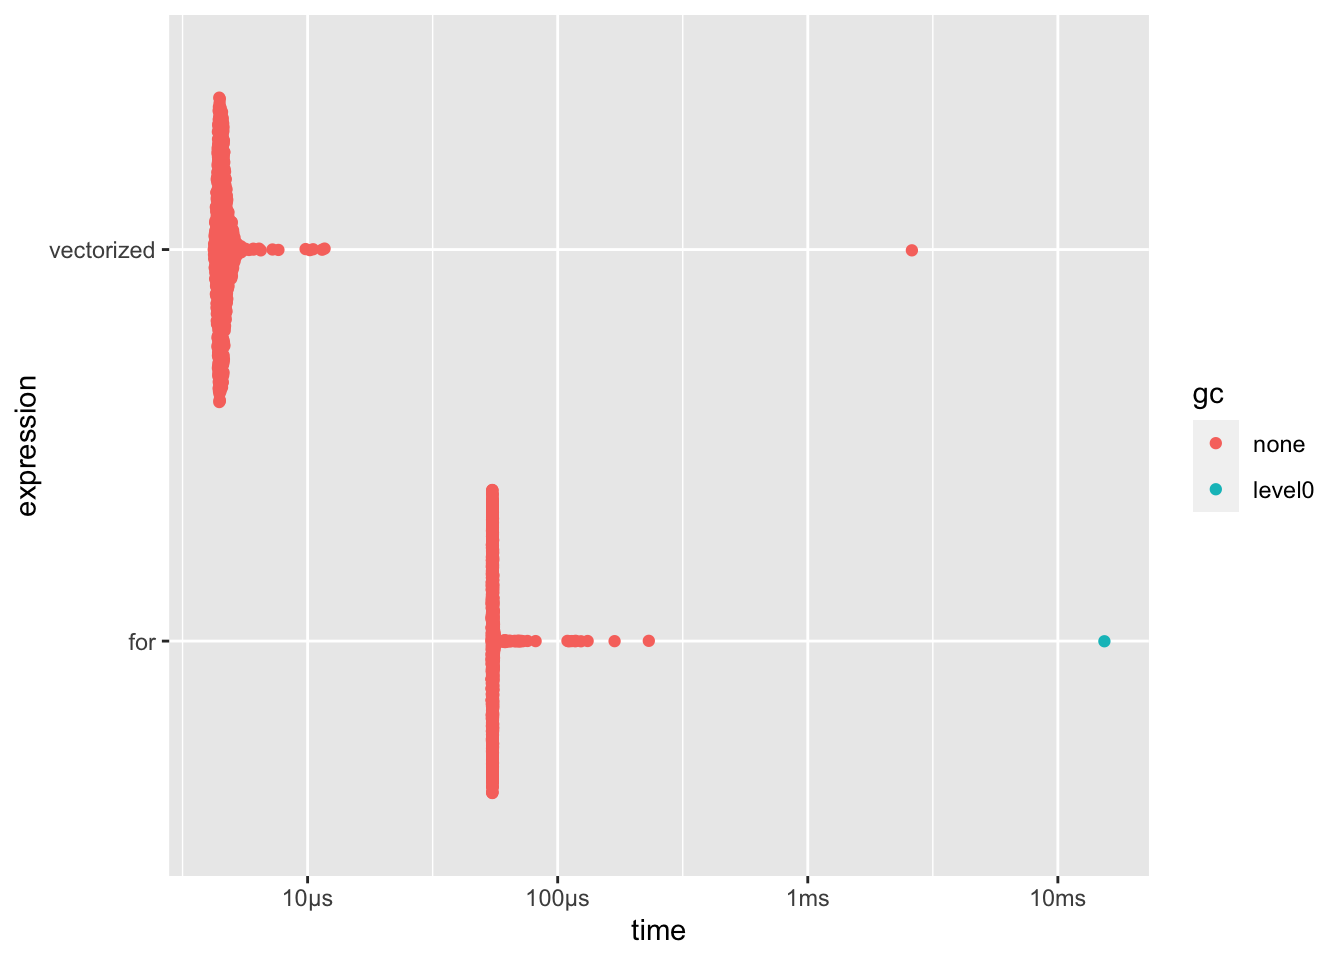 vectorized
for
expression
10µs
100µs
1ms
10ms
time
gc
none
level0